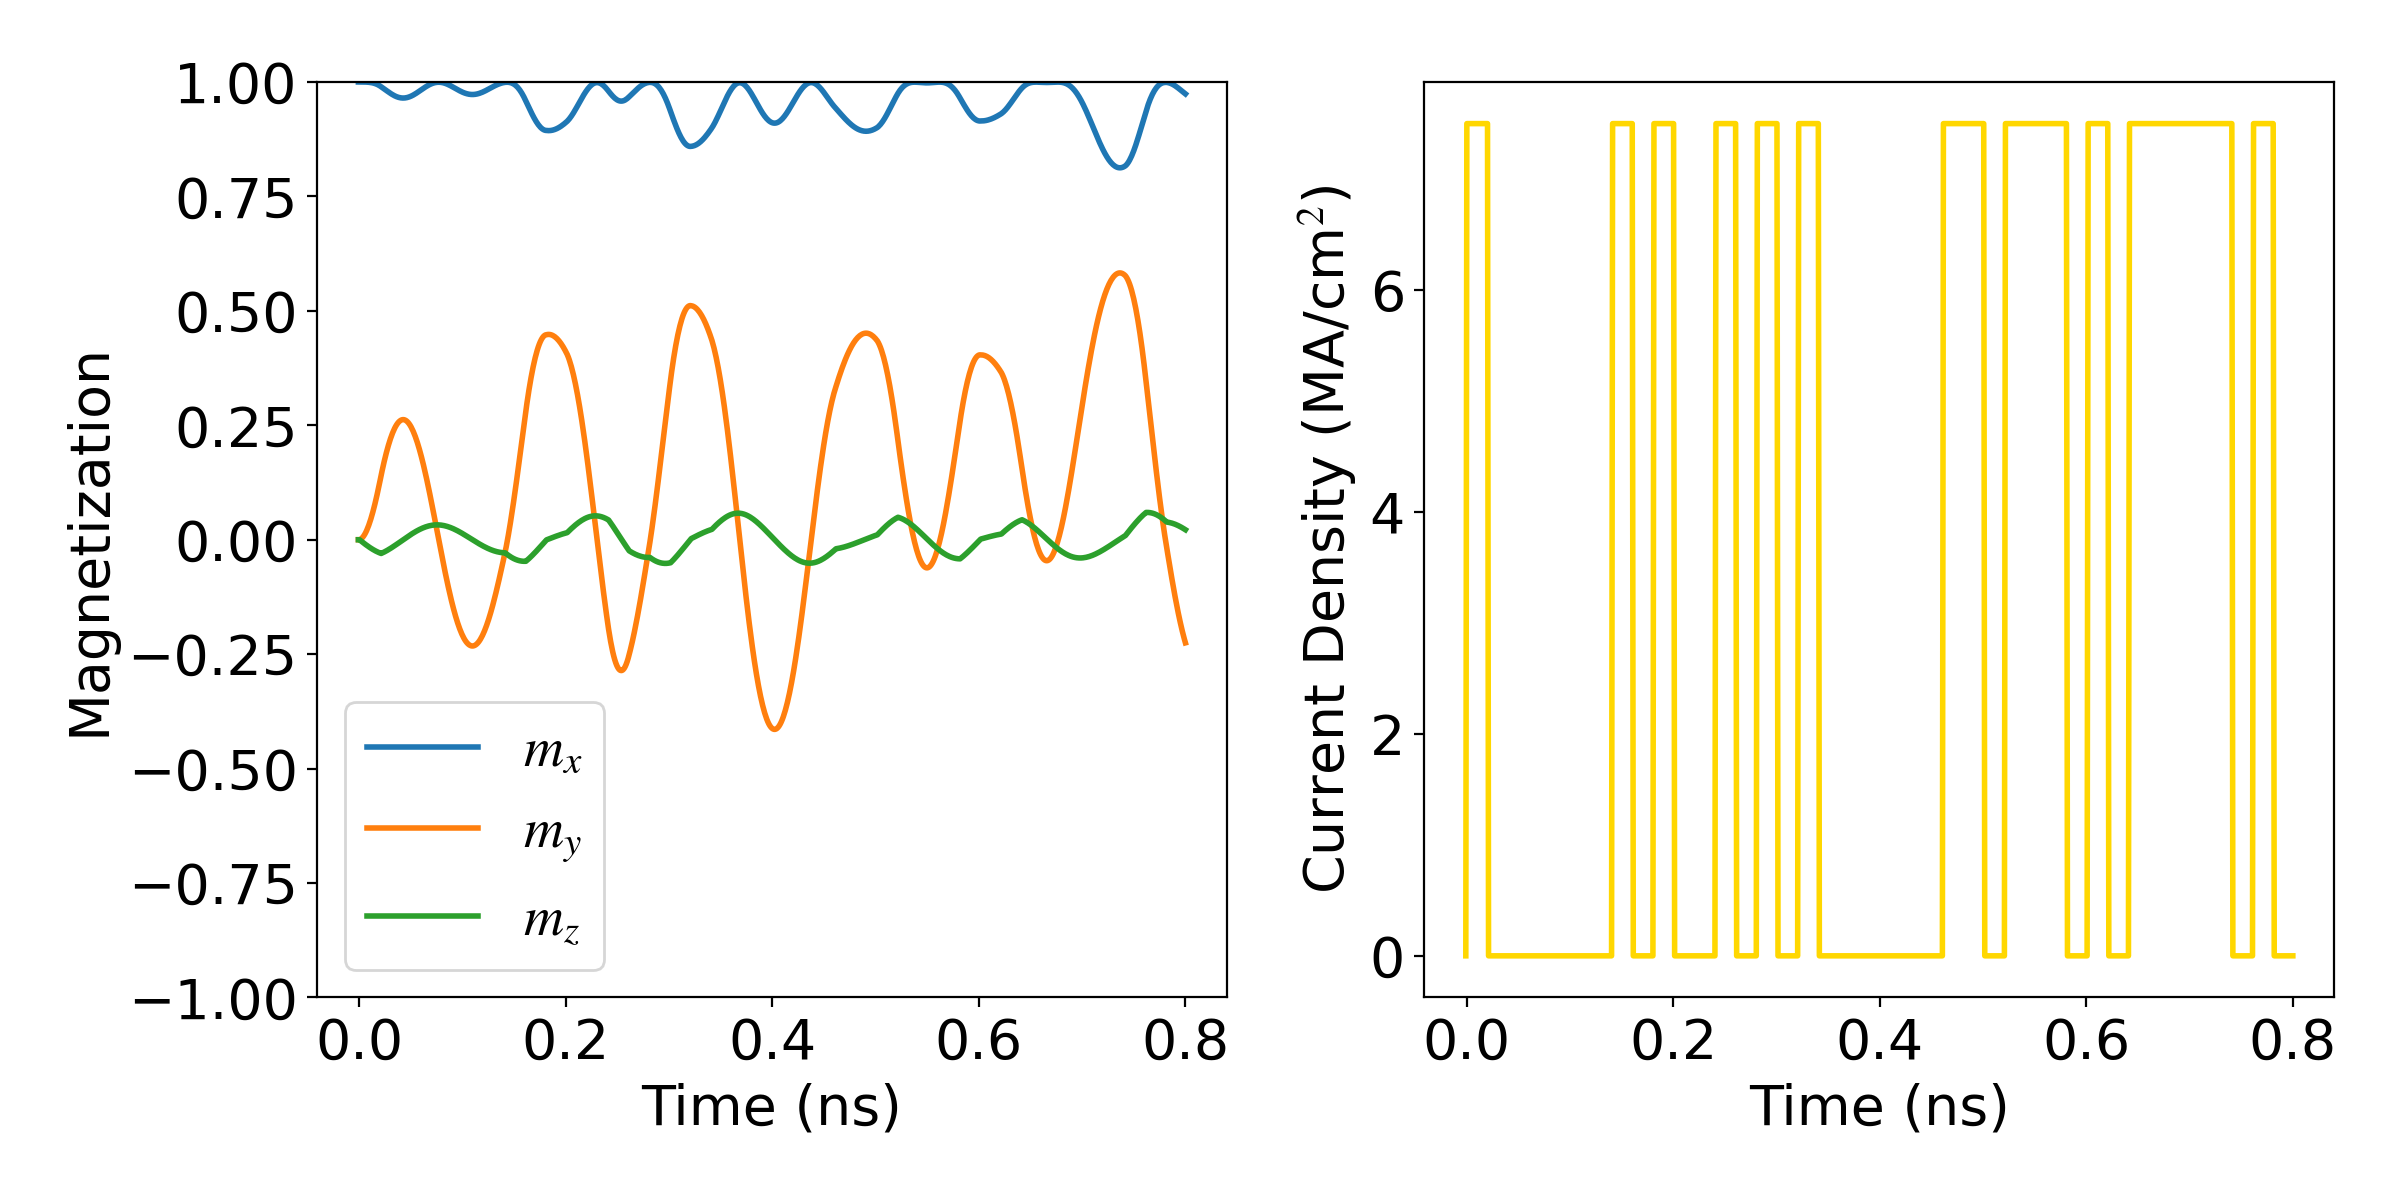 Magnetization
1.00
0.75
0.50
0.25
0.00
−0.25
−0.50
−0.75
−1.00
0.0 0.2 0.4 0.6 0.8
Time (ns)
m_x
m_y
m_z
Current Density (MA/cm²)
6
4
2
0
0.0 0.2 0.4 0.6 0.8
Time (ns)